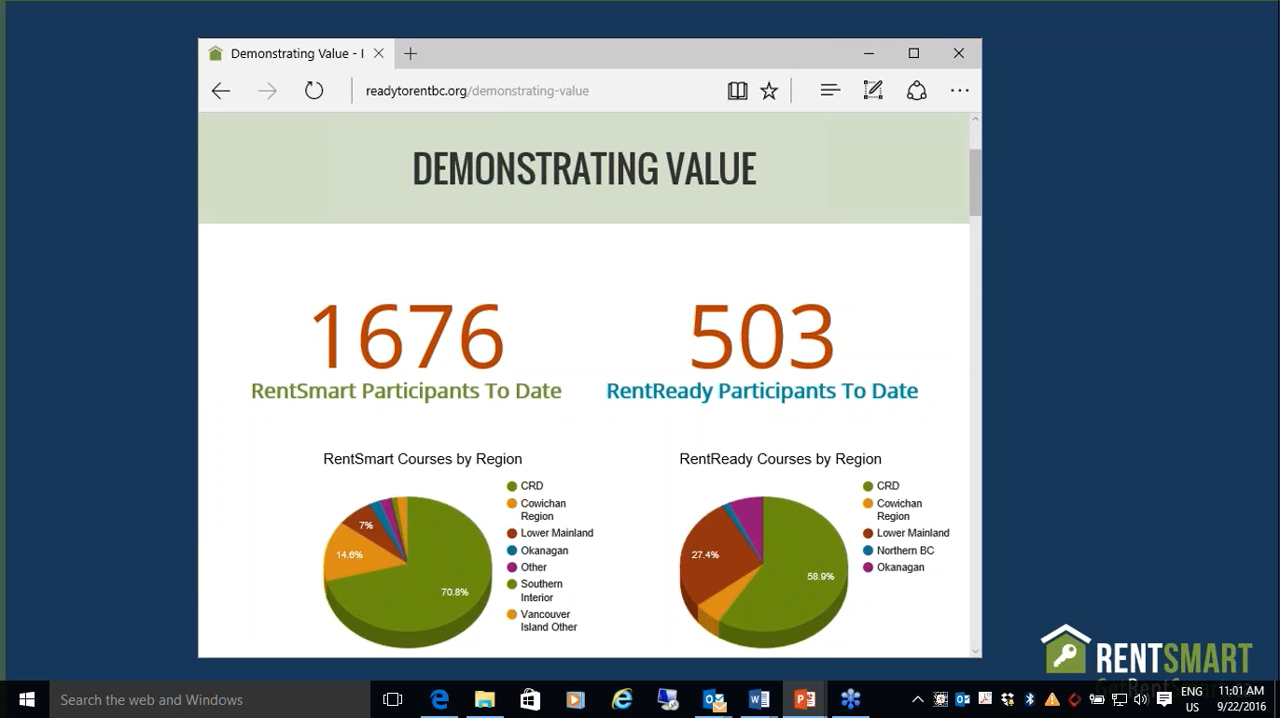 Demonstrating Value - I
readytorentbc.org/demonstrating-value
DEMONSTRATING VALUE
1676
RentSmart Participants To Date
503
RentReady Participants To Date
RentSmart Courses by Region
CRD
Cowichan
Region
Lower Mainland
Okanagan
Other
Southern
Interior
Vancouver
Island Other
7%
14.6%
70.8%
RentReady Courses by Region
CRD
Cowichan
Region
Lower Mainland
Northern BC
Okanagan
27.4%
58.9%
RENTSMART
Search the web and Windows
ENG
US
11:01 AM
9/22/2016